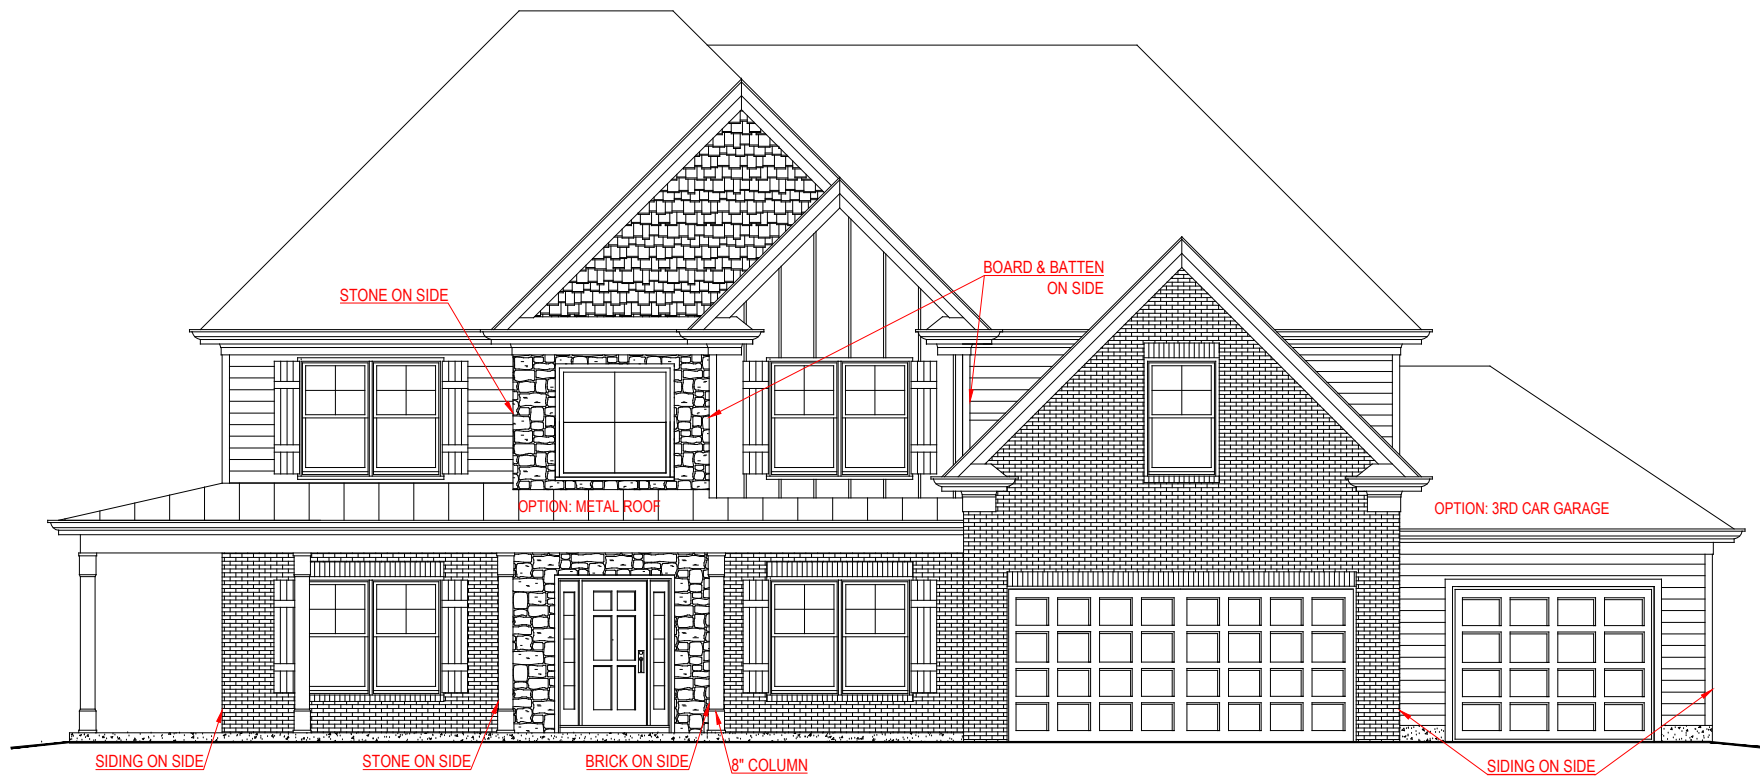 BOARD & BATTEN
ON SIDE
STONE ON SIDE
OPTION: METAL ROOF
OPTION: 3RD CAR GARAGE
SIDING ON SIDE
STONE ON SIDE
BRICK ON SIDE
8" COLUMN
SIDING ON SIDE